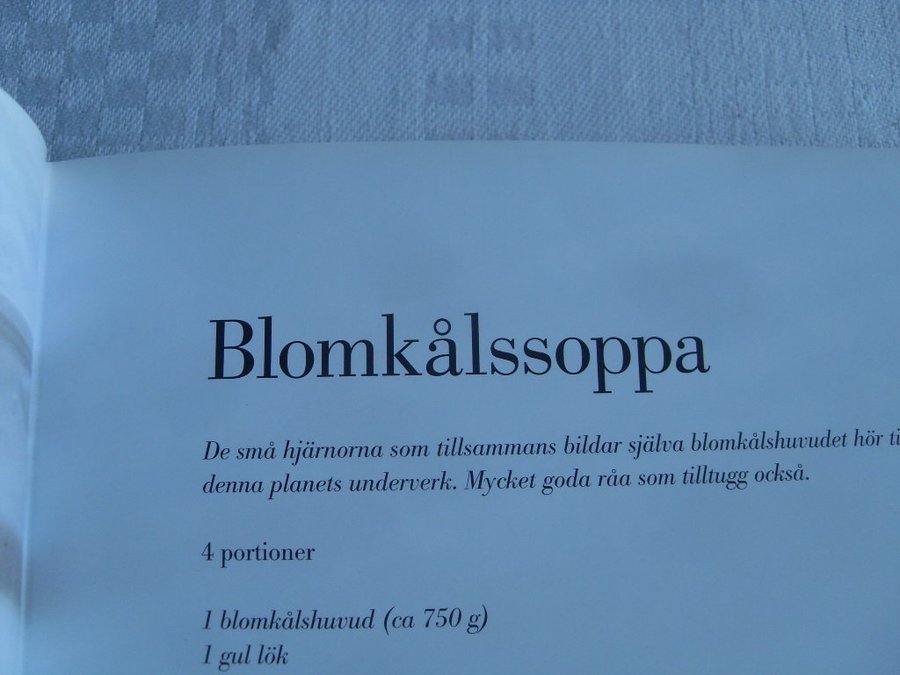 Blomkålssoppa
De små hjärnorna som tillsammans bildar själva blomkålshuvudet hör
denna planets underverk. Mycket goda råa som tilltugg också.
4 portioner
1 blomkålshuvud (ca 750 g)
1 gul lök